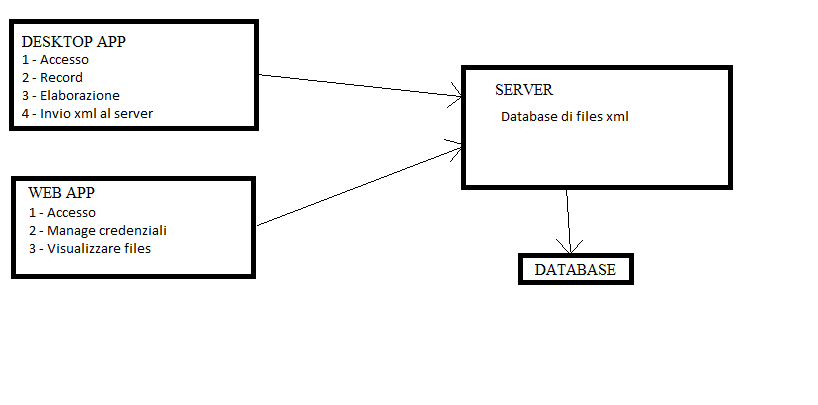 DESKTOP APP
1 - Accesso
2 - Record
3 - Elaborazione
4 - Invio xml al server
WEB APP
1 - Accesso
2 - Manage credenziali
3 - Visualizzare files
SERVER
Database di files xml
DATABASE